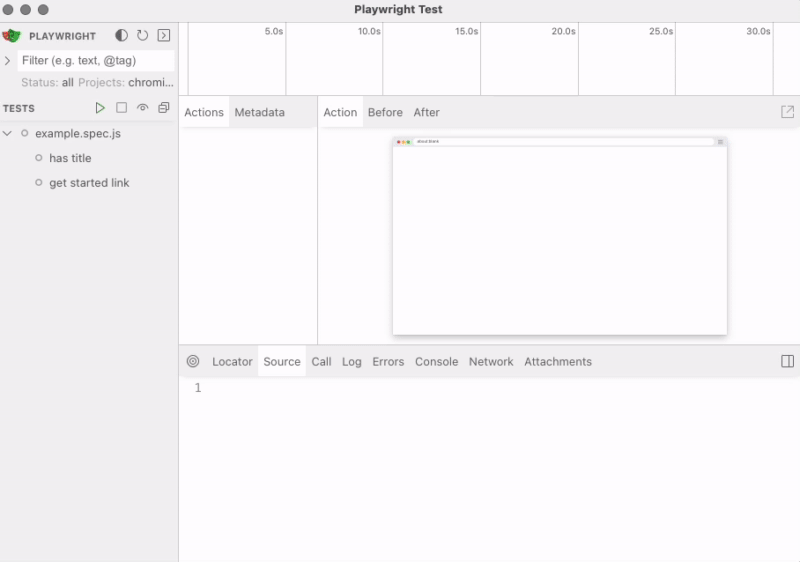 Playwright Test
PLAYWRIGHT
Filter (e.g. text, @tag)
Status: all Projects: chromi...
TESTS
example.spec.js
has title
get started link
5.0s 10.0s 15.0s 20.0s 25.0s 30.0s
Actions Metadata
Action Before After
about:blank
Locator Source Call Log Errors Console Network Attachments
1